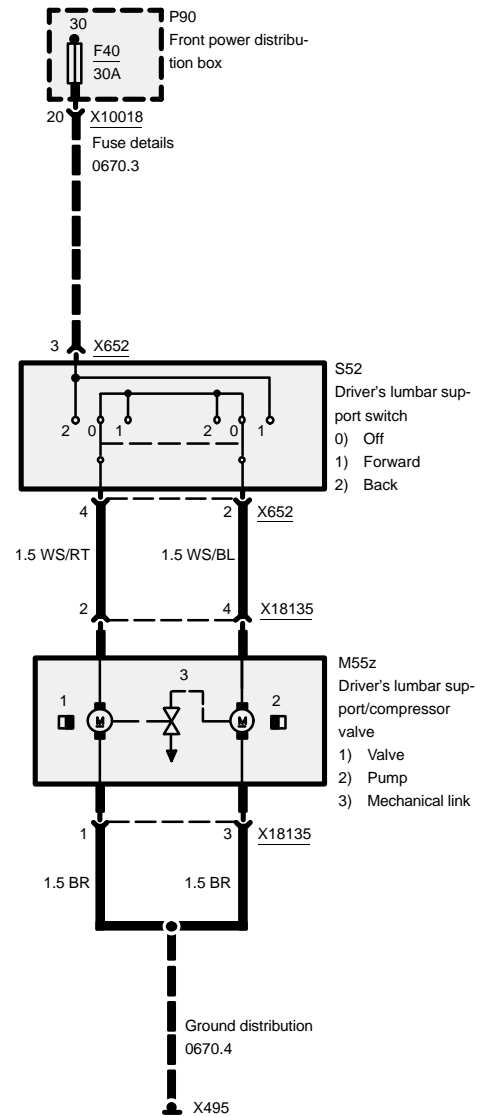 P90
30
Front power distribu-
F40
tion box
30A
20 X10018
Fuse details
0670.3
3 X652
S52
Driver's lumbar sup-
port switch
2 0 1 2 0 1
0) Off
1) Forward
2) Back
4 2 X652
1.5 WS/RT 1.5 WS/BL
2 4 X18135
M55z
3
Driver's lumbar sup-
1 2
port/compressor
M M
valve
1) Valve
2) Pump
3) Mechanical link
1 3 X18135
1.5 BR 1.5 BR
Ground distribution
0670.4
X495